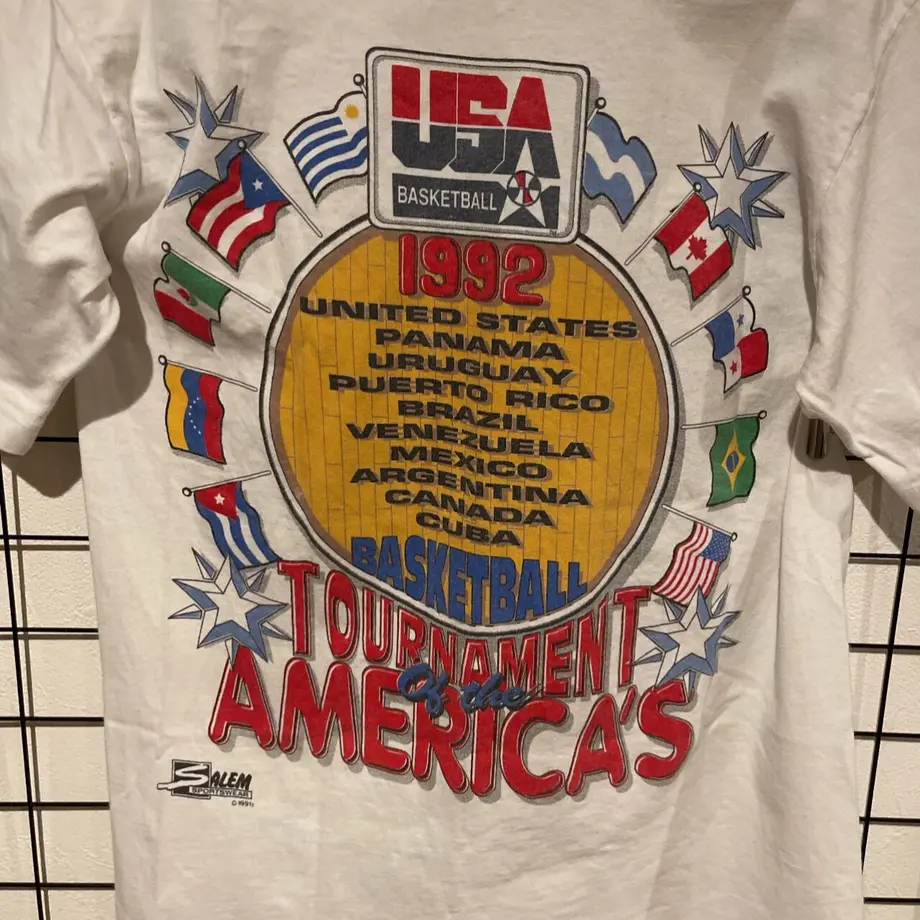 USA
BASKETBALL
1992
UNITED STATES
PANAMA
URUGUAY
PUERTO RICO
BRAZIL
VENEZUELA
MEXICO
ARGENTINA
CANADA
CUBA
BASKETBALL
TOURNAMENT
Of the
AMERICA'S
SALEM
SPORTSWEAR
©1991